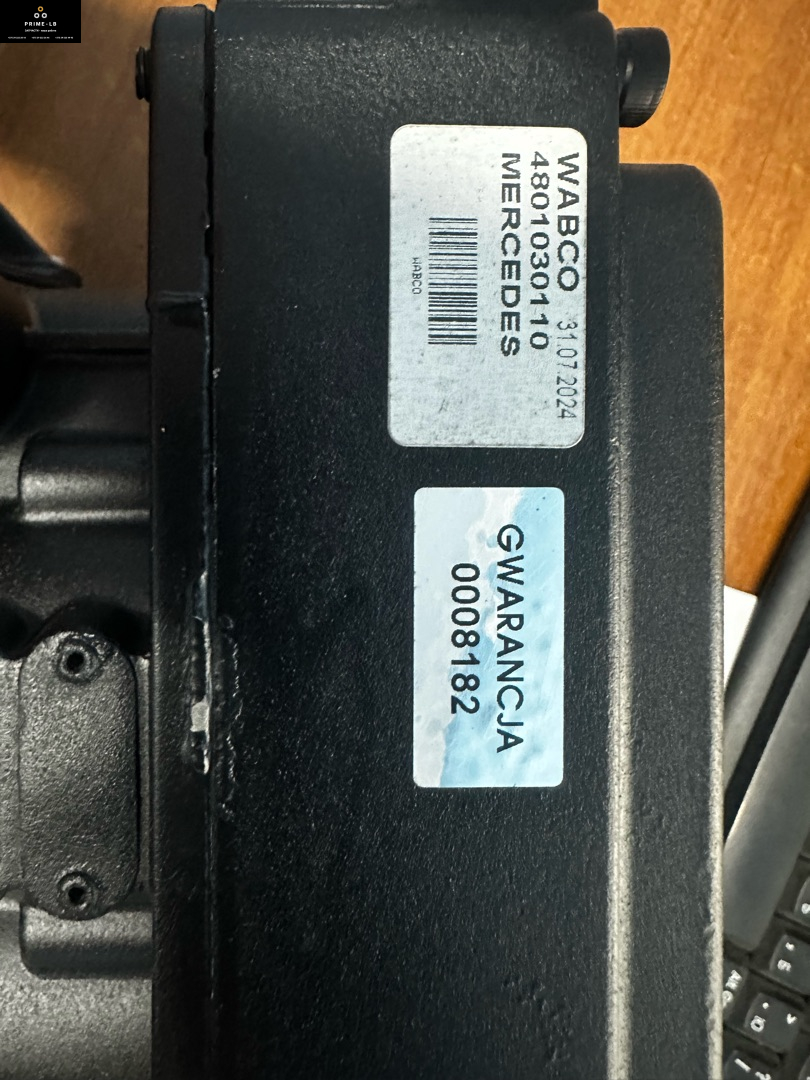 PRIME-LB
WABCO 31.07.2024
4801030110
MERCEDES
WABCO
GWARANCJA
0008182